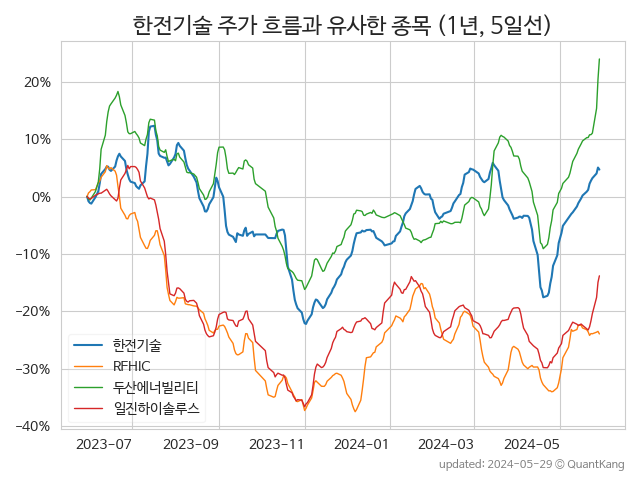 한전기술 주가 흐름과 유사한 종목 (1년, 5일선)
20%
10%
0%
−10%
−20%
−30%
−40%
한전기술
RFHIC
두산에너빌리티
일진하이솔루스
2023-07 2023-09 2023-11 2024-01 2024-03 2024-05
updated: 2024-05-29 © QuantKang